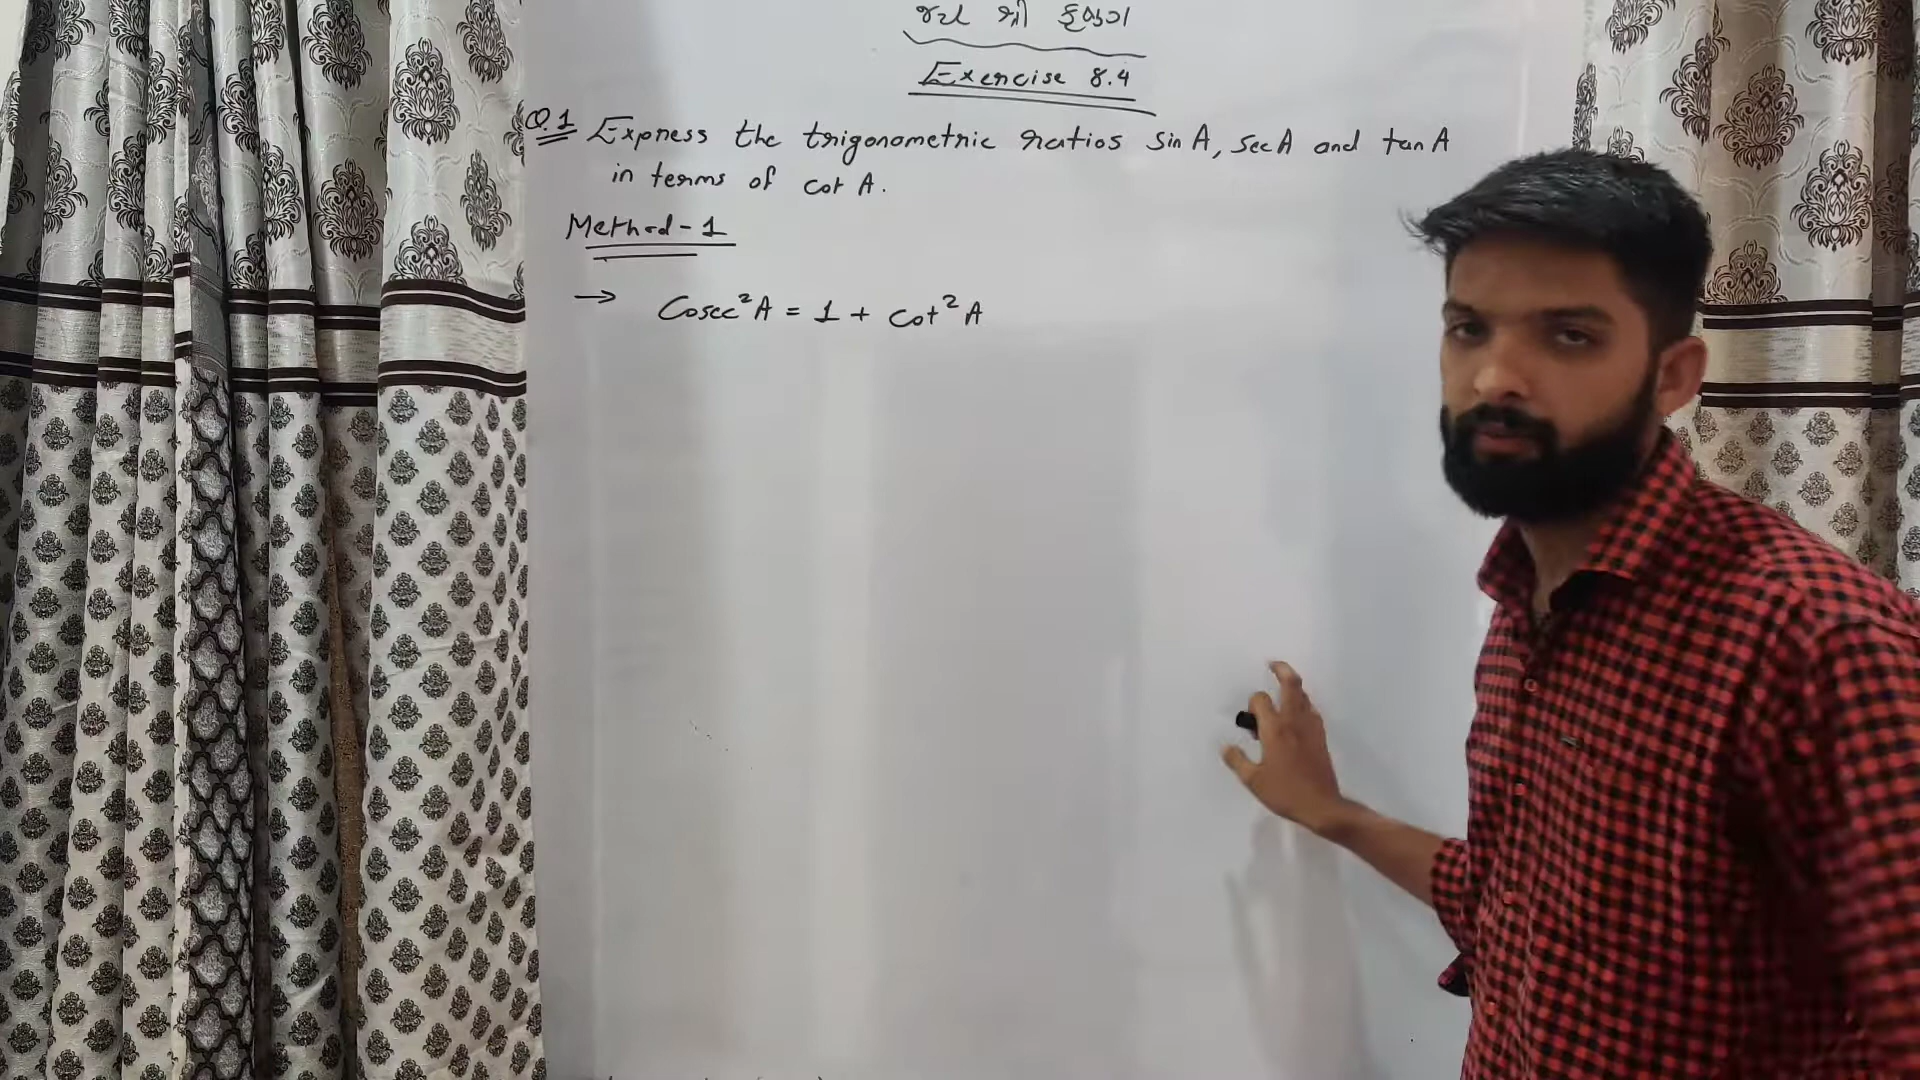 જય શ્રી કૃષ્ણ
Exercise 8.4
Q.1 Express the trigonometric ratios sin A, sec A and tan A
in terms of cot A.
Method-1
→ Cosec²A = 1 + cot²A